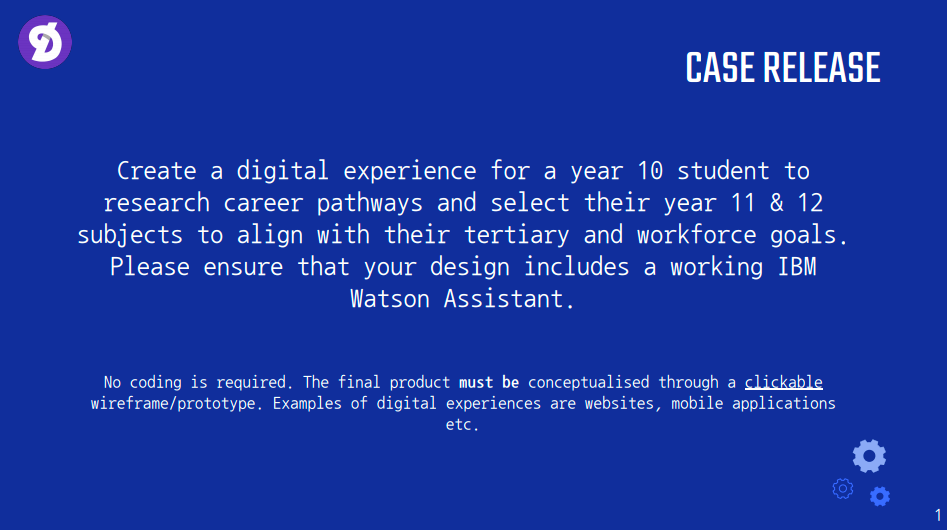 CASE RELEASE
Create a digital experience for a year 10 student to
research career pathways and select their year 11 & 12
subjects to align with their tertiary and workforce goals.
Please ensure that your design includes a working IBM
Watson Assistant.
No coding is required. The final product must be conceptualised through a clickable
wireframe/prototype. Examples of digital experiences are websites, mobile applications
etc.
1